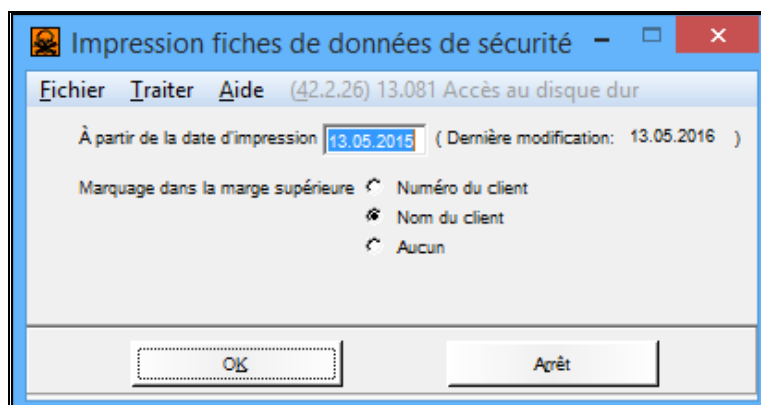 Impression fiches de données de sécurité
Fichier Traiter Aide (42.2.26) 13.081 Accès au disque dur
À partir de la date d'impression 13.05.2015 ( Dernière modification: 13.05.2016 )
Marquage dans la marge supérieure Numéro du client
Nom du client
Aucun
OK Arrêt